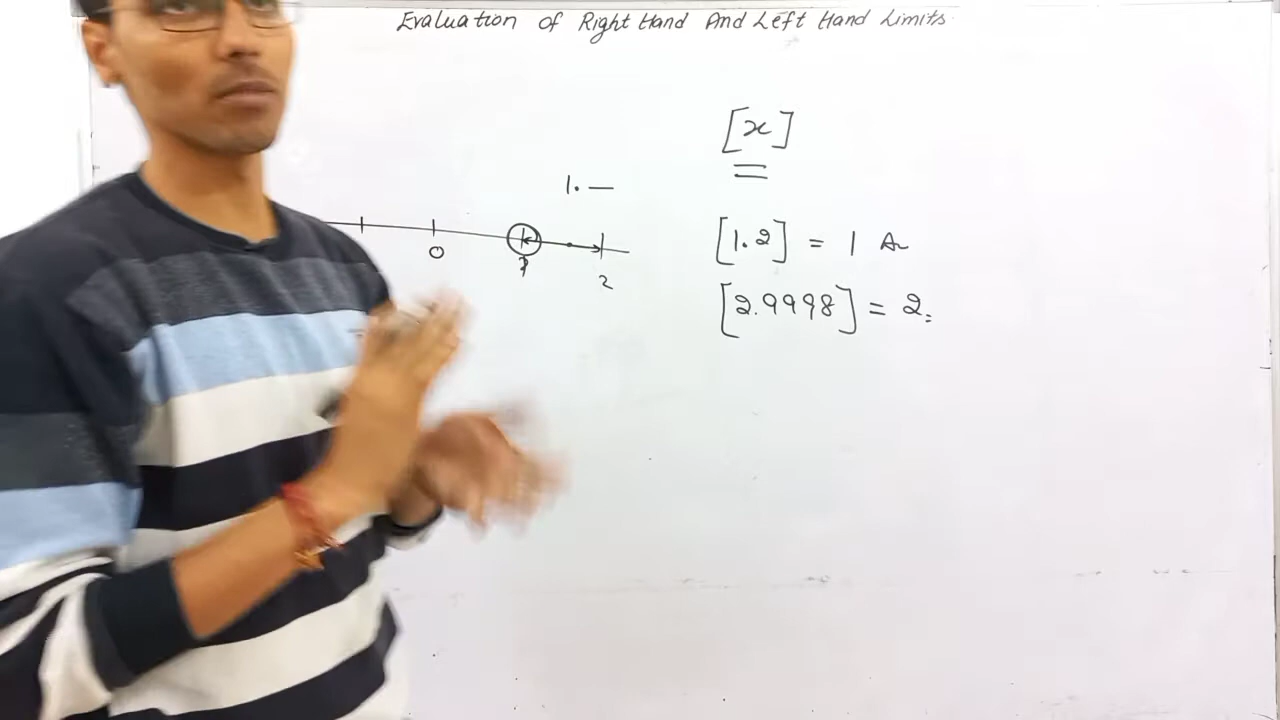 Evaluation of Right Hand And Left Hand Limits
[x]
1. —
[1.2] = 1
[2.9998] = 2
0
2